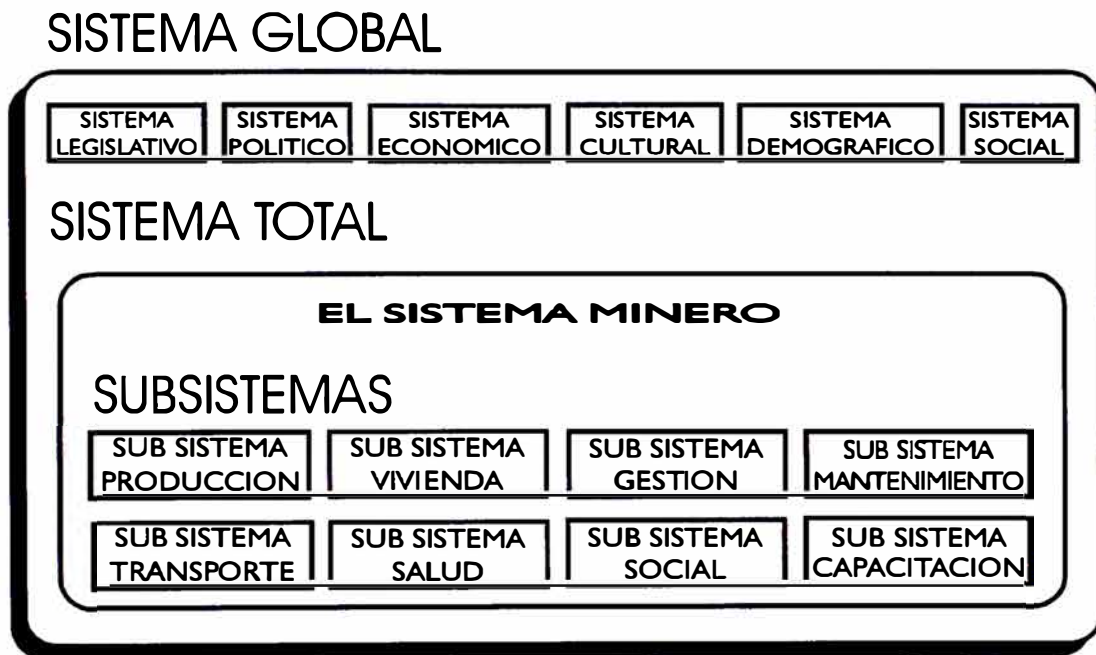 SISTEMA GLOBAL
SISTEMA LEGISLATIVO
SISTEMA POLITICO
SISTEMA ECONOMICO
SISTEMA CULTURAL
SISTEMA DEMOGRAFICO
SISTEMA SOCIAL
SISTEMA TOTAL
EL SISTEMA MINERO
SUBSISTEMAS
SUB SISTEMA PRODUCCION
SUB SISTEMA VIVIENDA
SUB SISTEMA GESTION
SUB SISTEMA MANTENIMIENTO
SUB SISTEMA TRANSPORTE
SUB SISTEMA SALUD
SUB SISTEMA SOCIAL
SUB SISTEMA CAPACITACION